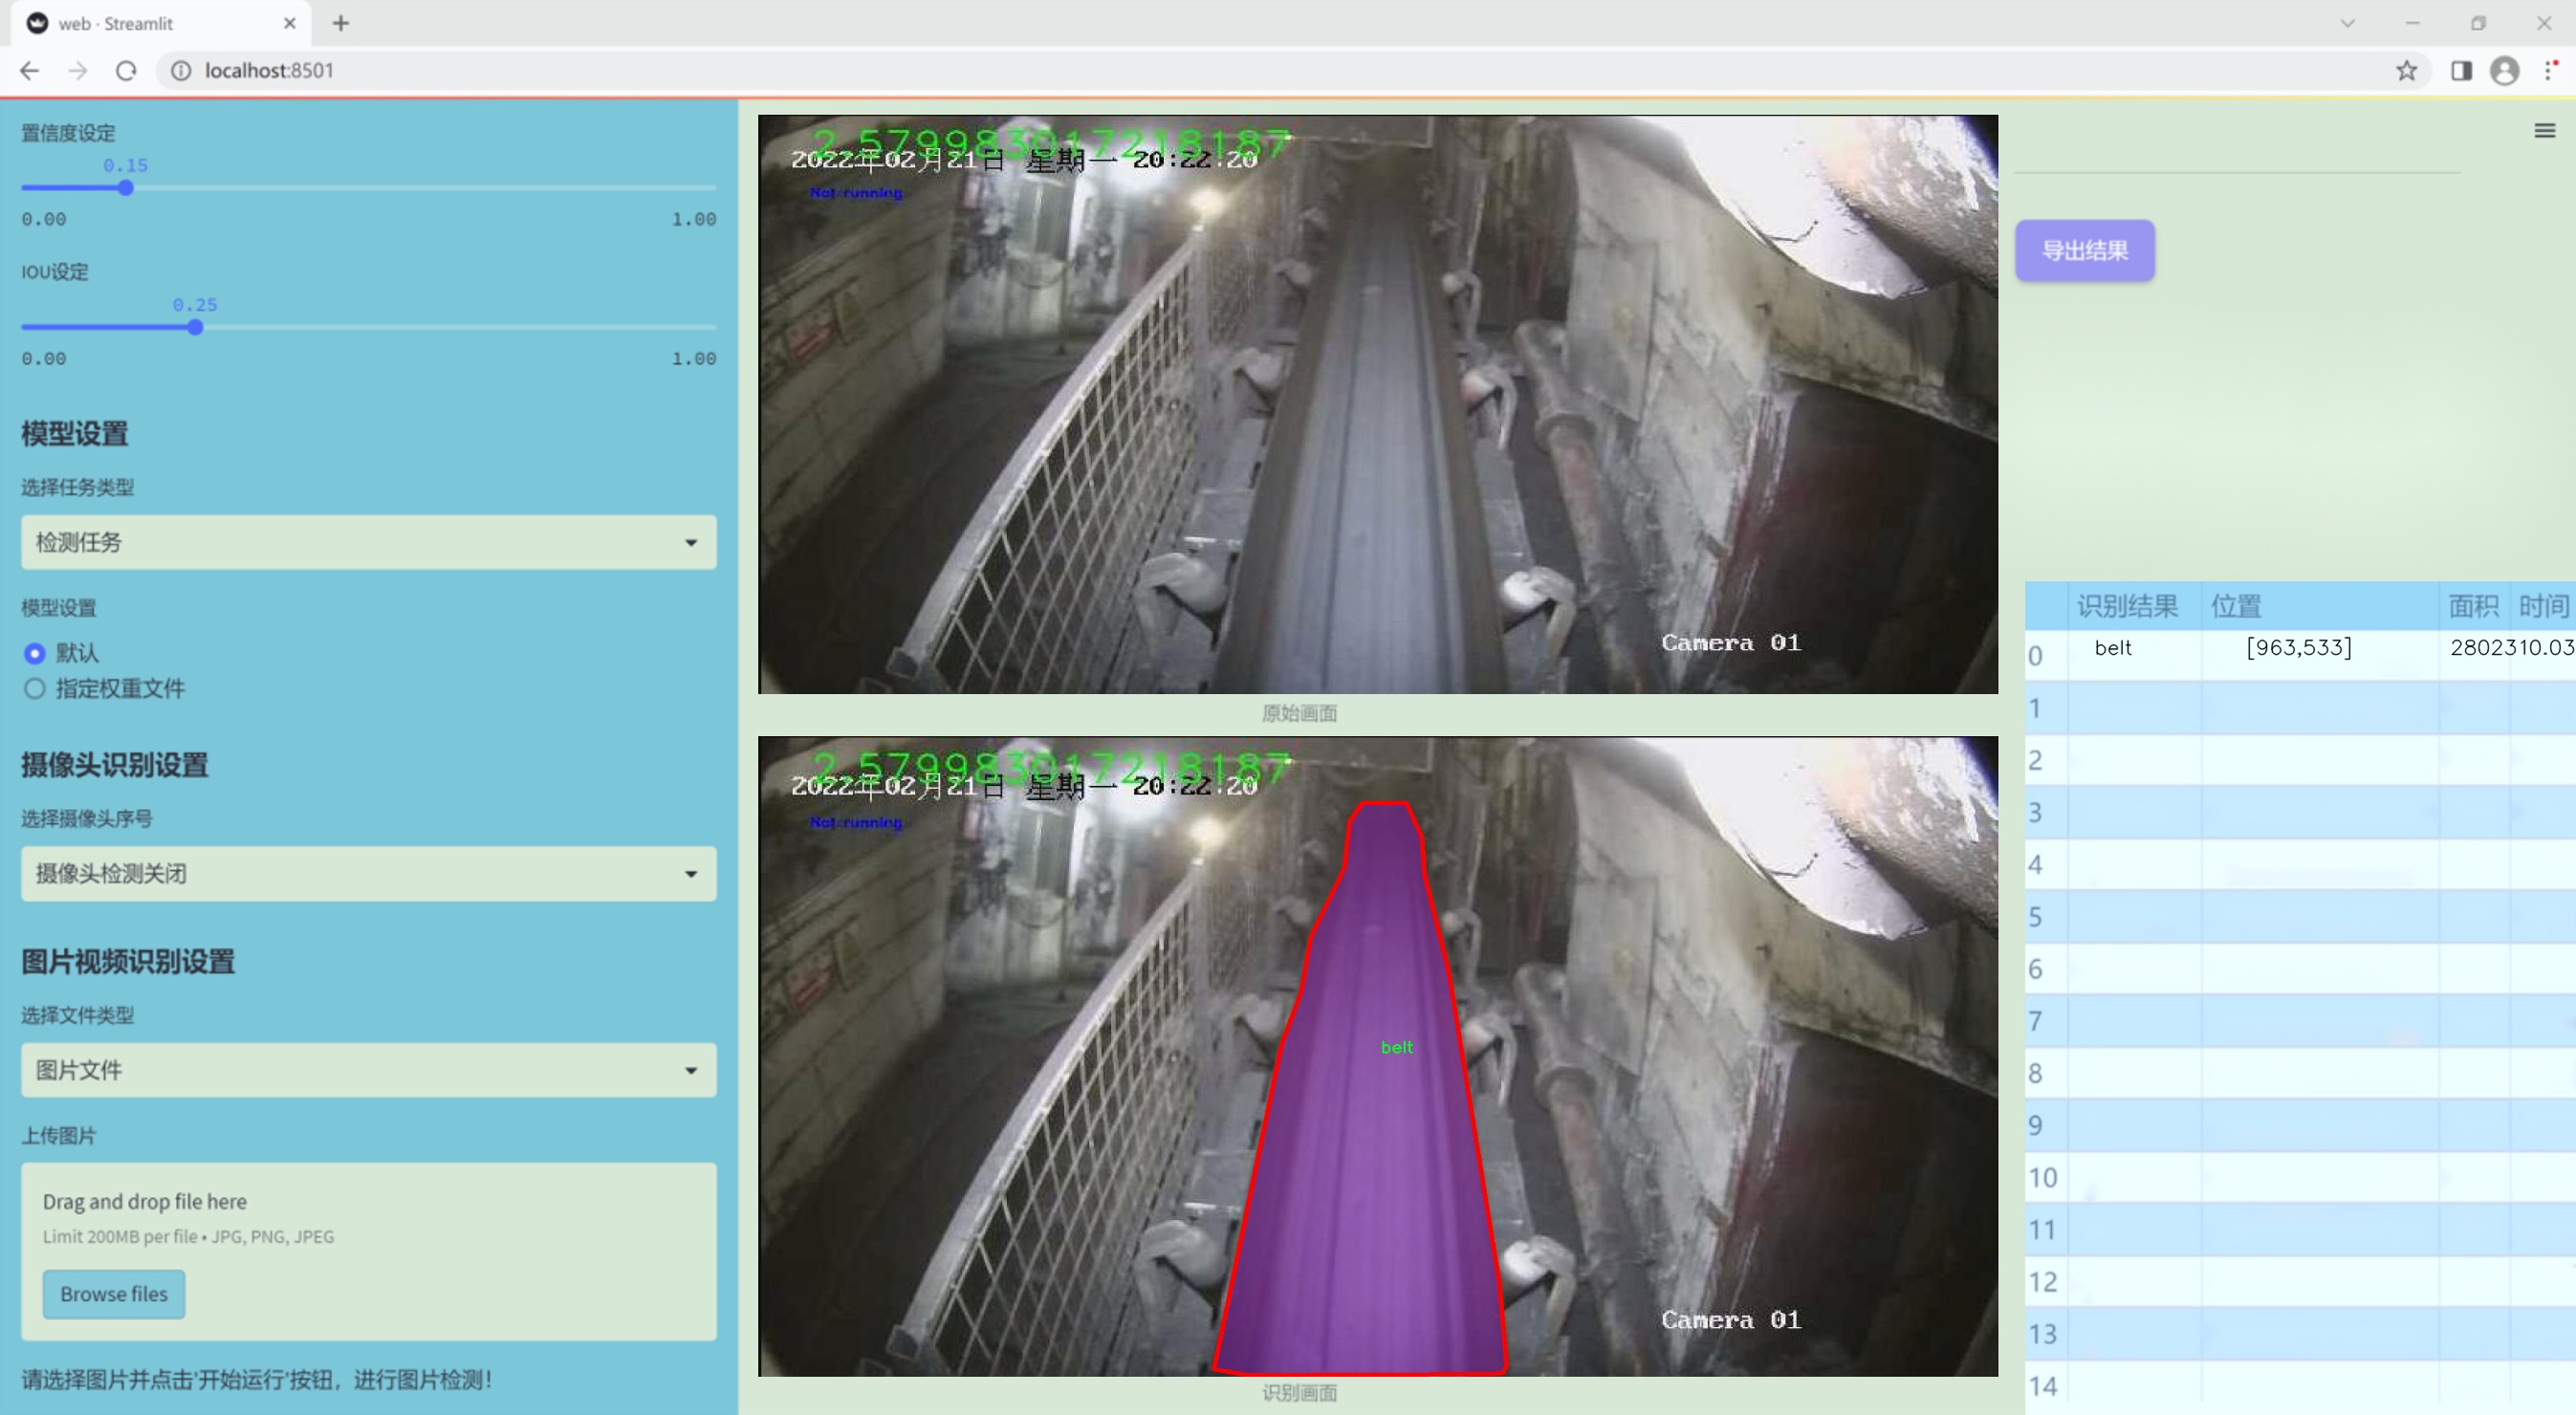 web · Streamlit
localhost:8501
置信度设定
0.15
0.00 1.00
IOU设定
0.25
0.00 1.00
模型设置
选择任务类型
检测任务
模型设置
默认
指定权重文件
摄像头识别设置
选择摄像头序号
摄像头检测关闭
图片视频识别设置
选择文件类型
图片文件
上传图片
Drag and drop file here
Limit 200MB per file • JPG, PNG, JPEG
Browse files
请选择图片并点击'开始运行'按钮，进行图片检测！
2.579983017218187
2022年02月21日 星期一 20:22:20
Not running
Camera 01
原始画面
2.579983017218187
2022年02月21日 星期一 20:22:20
Not running
belt
Camera 01
识别画面
导出结果
识别结果 位置 面积 时间
0 belt [963,533] 2802310.03
1
2
3
4
5
6
7
8
9
10
11
12
13
14